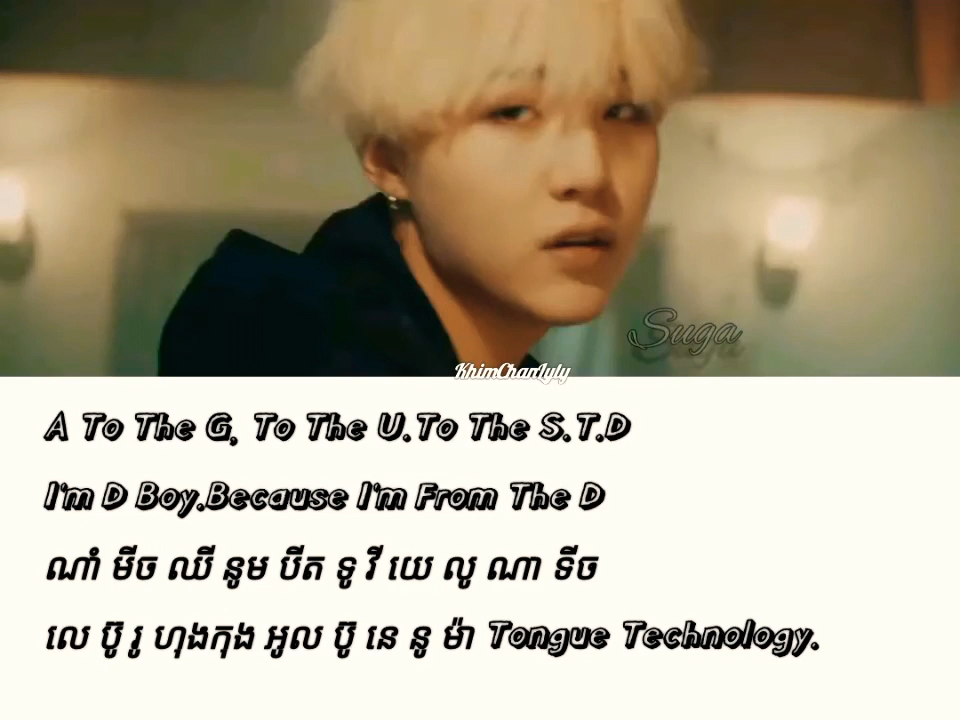 Suga
KhimChanLyly
A To The G, To The U.To The S.T.D
I'm D Boy.Because I'm From The D
ណាំ មីច ឈី នូម បីត ទូ វី យេ លូ ណា ទីច
លេ ប៊ូ រូ ហុងកុង អូល ប៊ូ នេ នូ ម៉ា Tongue Technology.